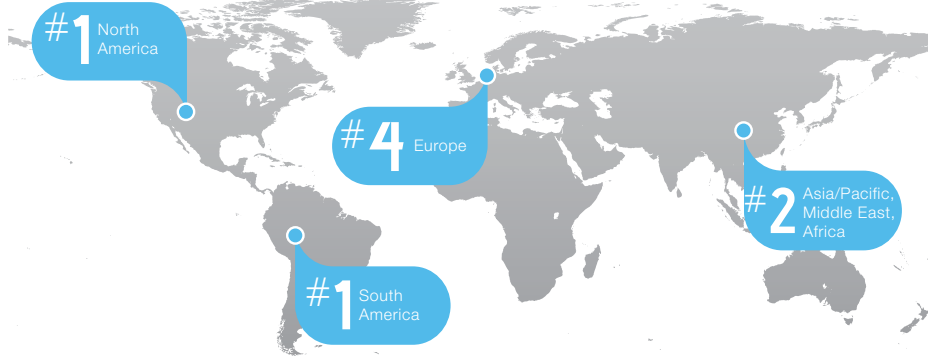 #1 North
America
#4 Europe
#2 Asia/Pacific,
Middle East,
Africa
#1 South
America